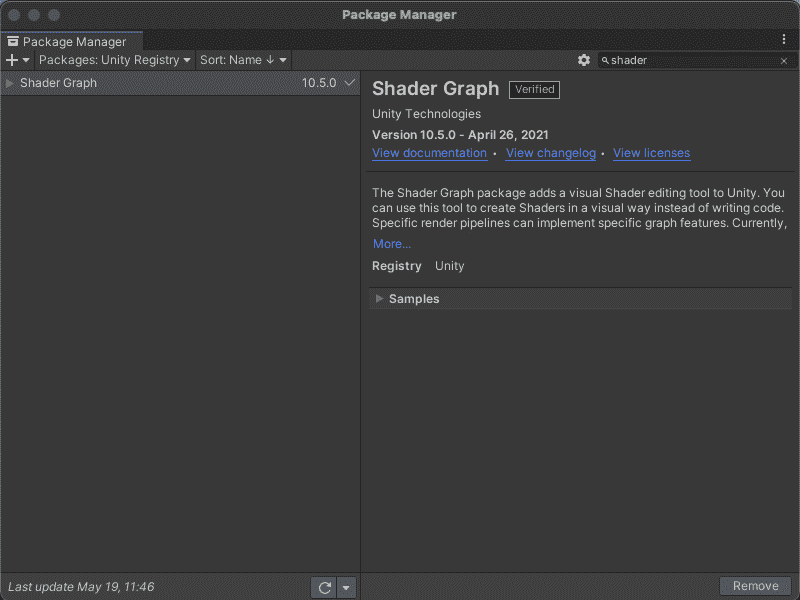 Package Manager
Package Manager
Packages: Unity Registry
Sort: Name ↓
shader
Shader Graph 10.5.0
Shader Graph Verified
Unity Technologies
Version 10.5.0 - April 26, 2021
View documentation • View changelog • View licenses
The Shader Graph package adds a visual Shader editing tool to Unity. You
can use this tool to create Shaders in a visual way instead of writing code.
Specific render pipelines can implement specific graph features. Currently,
More...
Registry Unity
Samples
Last update May 19, 11:46
Remove